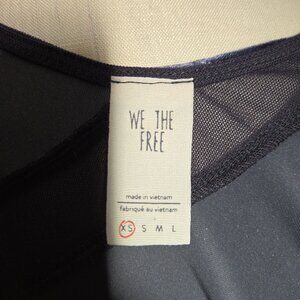 WE THE
FREE
made in vietnam
fabriqué au vietnam
XS S M L